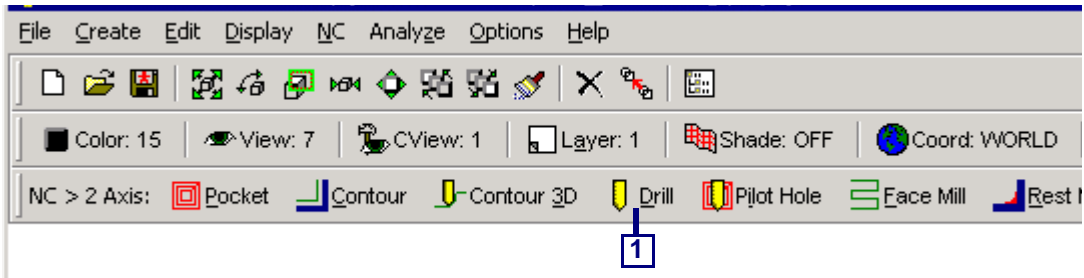 File Create Edit Display NC Analyze Options Help
Color: 15 View: 7 CView: 1 Layer: 1 Shade: OFF Coord: WORLD
NC > 2 Axis: Pocket Contour Contour 3D Drill Pilot Hole Face Mill Rest
1